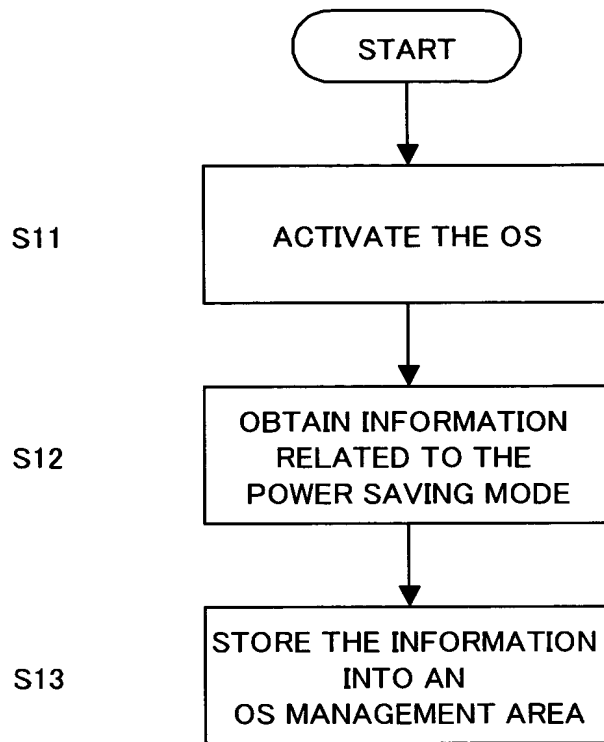 START
S11
ACTIVATE THE OS
S12
OBTAIN INFORMATION
RELATED TO THE
POWER SAVING MODE
S13
STORE THE INFORMATION
INTO AN
OS MANAGEMENT AREA